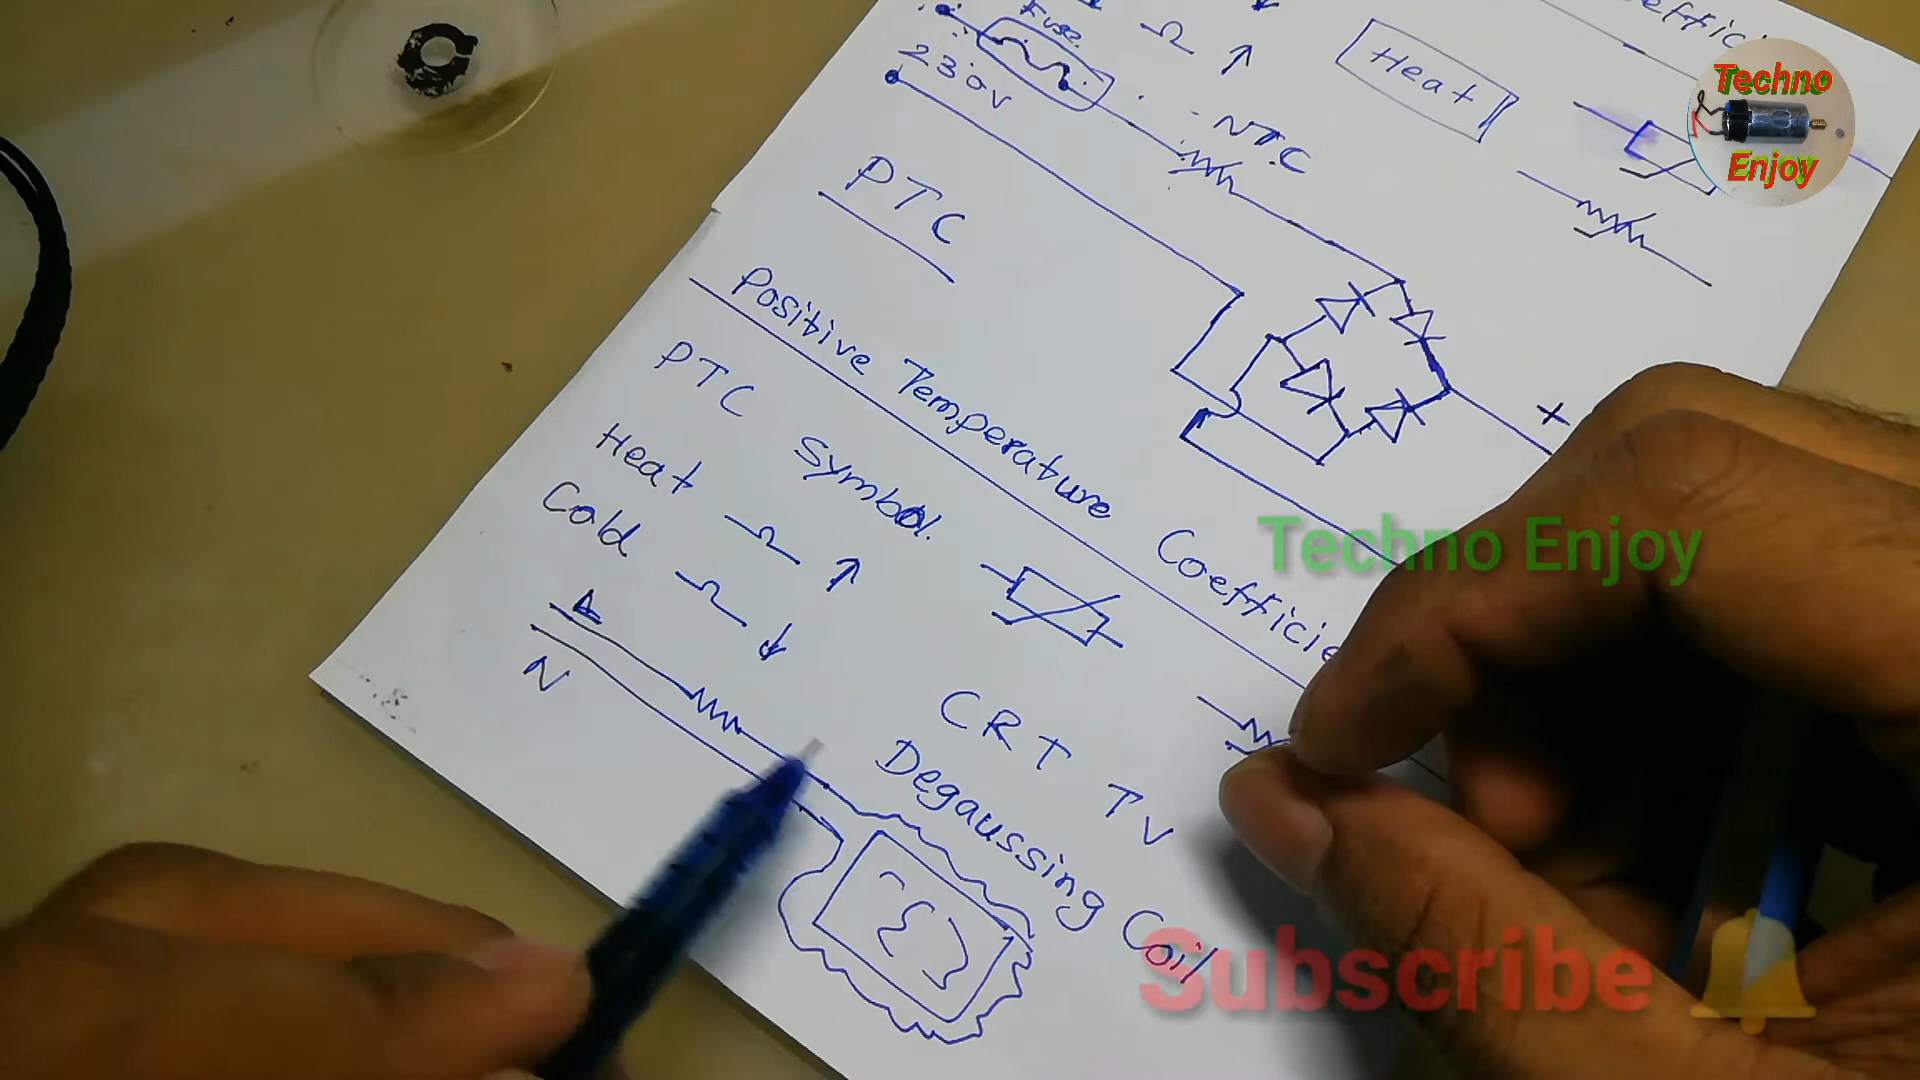 Fuse
230V
Ω ↑
Heat
NTC
PTC
Positive Temperature
PTC Symbol.
Heat Ω ↑
Cold Ω ↓
N
+
CRT TV
Degaussing Coil
Techno
Enjoy
Techno Enjoy
Subscribe